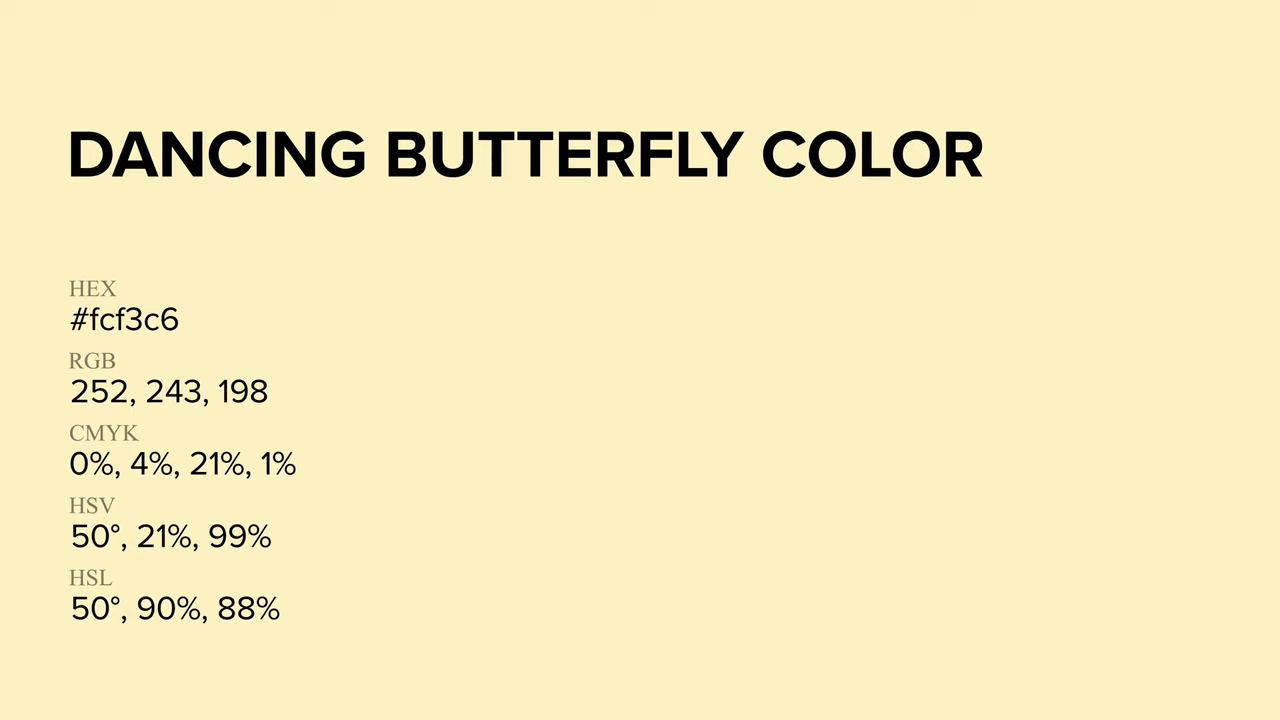 DANCING BUTTERFLY COLOR
HEX
#fcf3c6
RGB
252, 243, 198
CMYK
0%, 4%, 21%, 1%
HSV
50°, 21%, 99%
HSL
50°, 90%, 88%